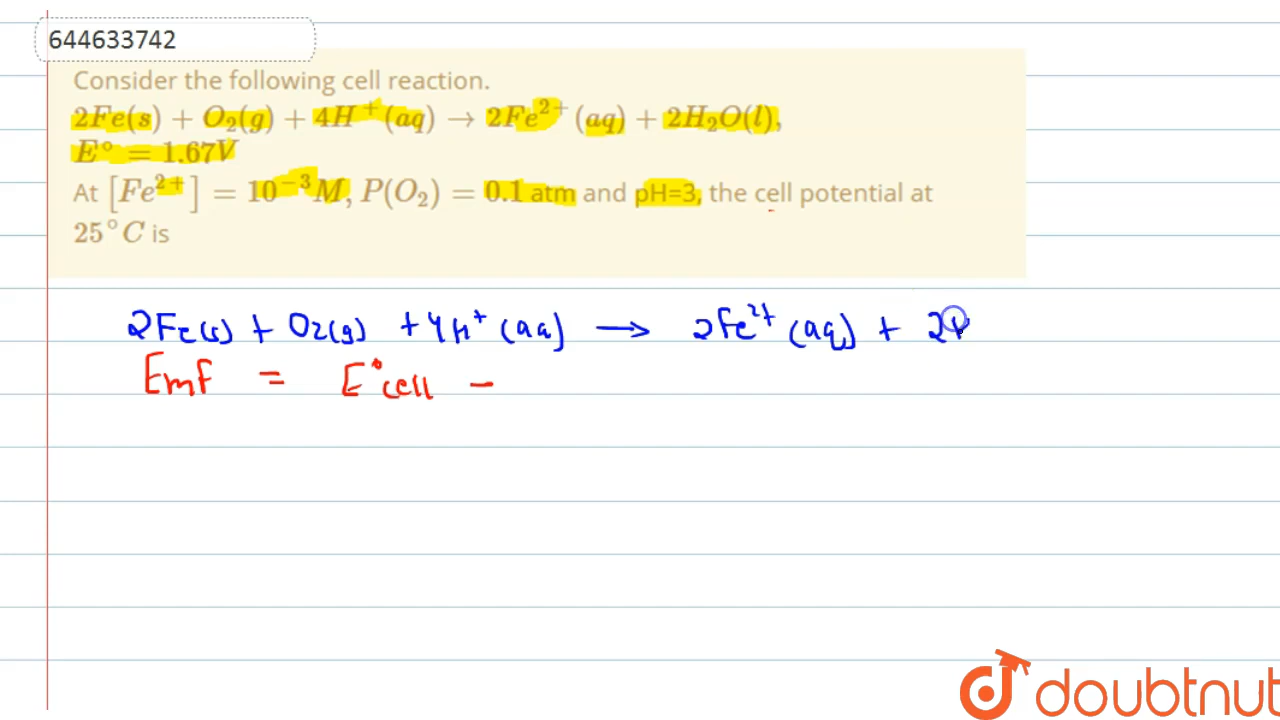 644633742
Consider the following cell reaction.
2Fe(s) + O₂(g) + 4H⁺(aq) → 2Fe²⁺(aq) + 2H₂O(l),
E° = 1.67V
At [Fe²⁺] = 10⁻³M, P(O₂) = 0.1 atm and pH=3, the cell potential at
25°C is
2Fe(s) + O2(g) + 4H⁺ (aq) → 2Fe²⁺ (aq) + 2
Emf = E°cell -
doubtnut